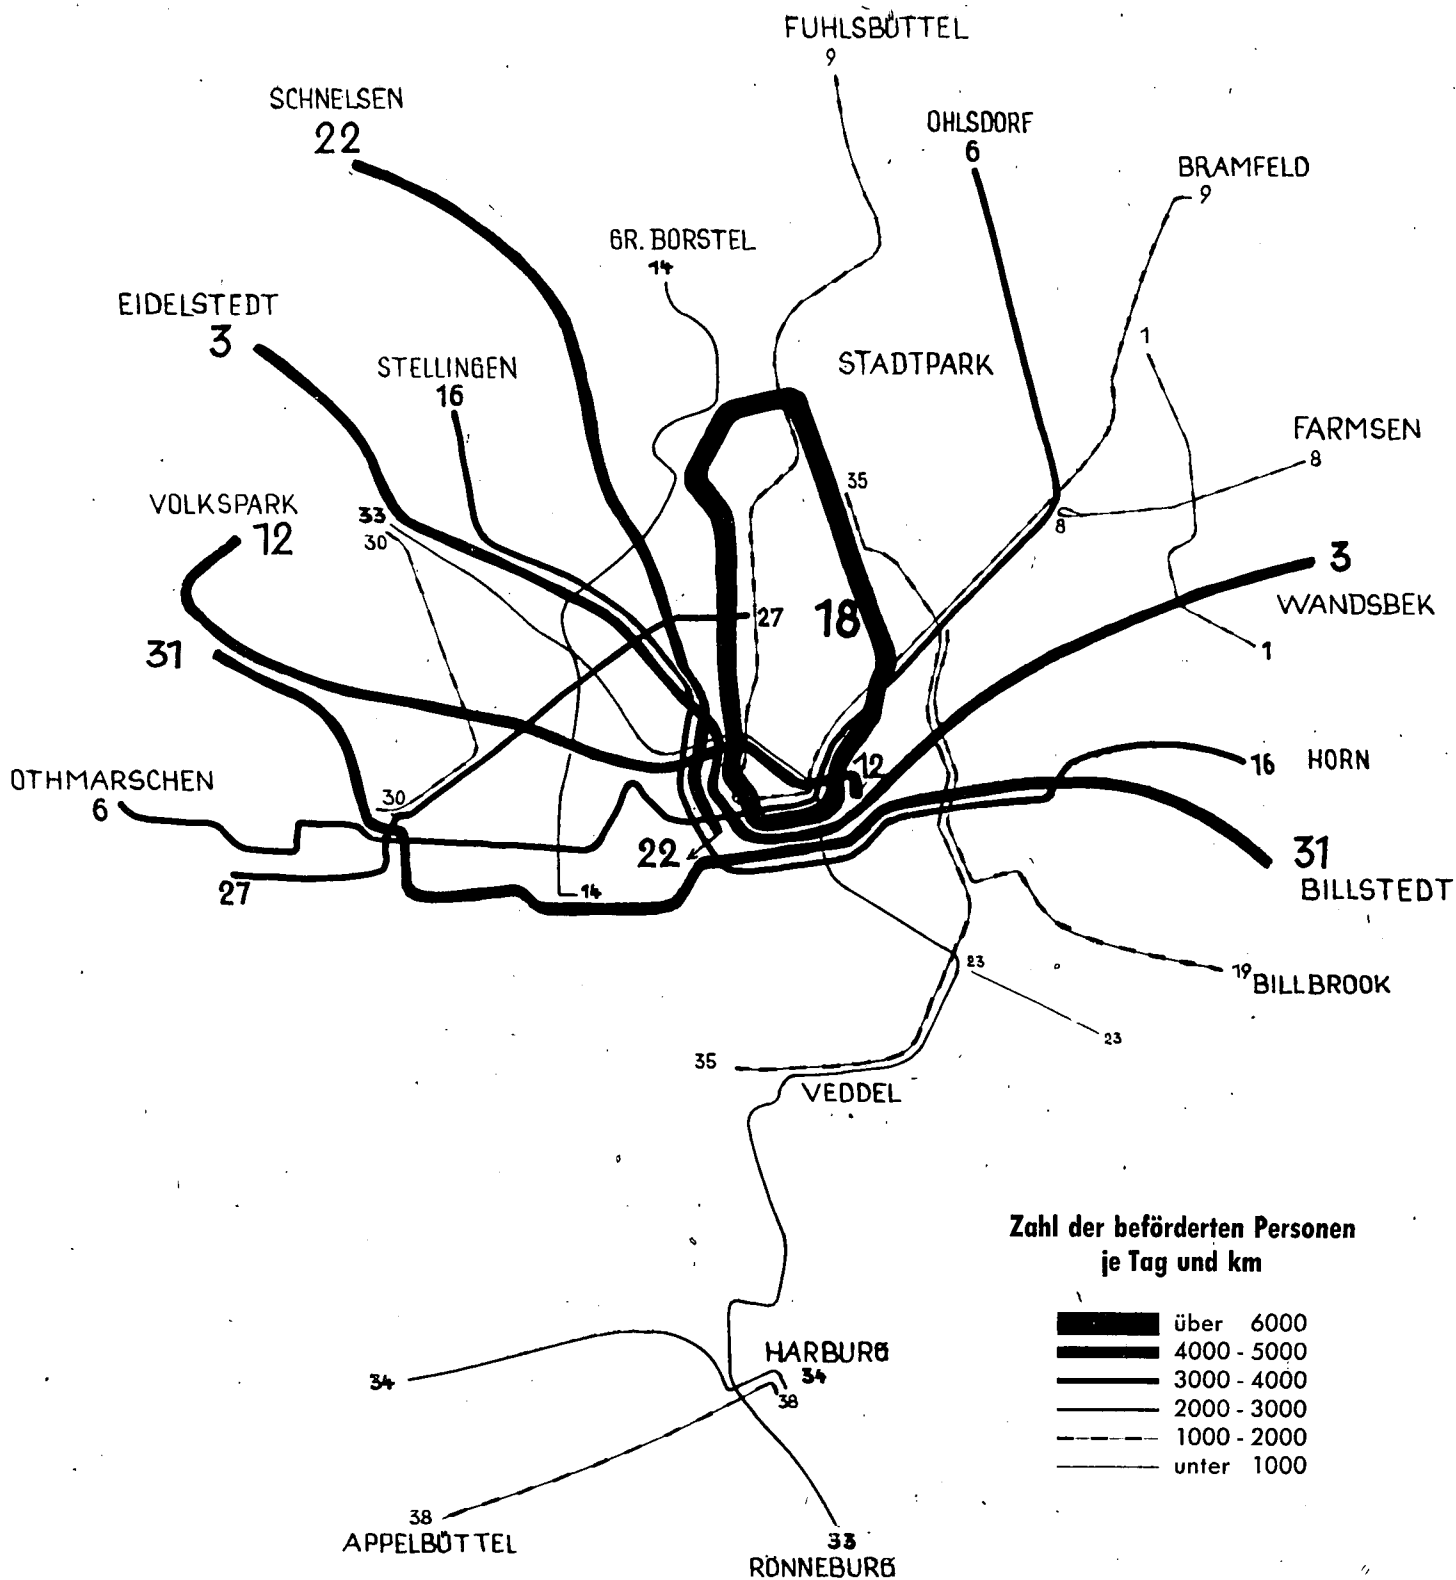 FUHLSBÜTTEL
9
SCHNELSEN
22
OHLSDORF
6
BRAMFELD
9
GR. BORSTEL
14
EIDELSTEDT
3
STELLINGEN
16
STADTPARK
1
FARMSEN
8
8
35
VOLKSPARK
12
33
30
3
WANDSBEK
27
18
31
1
12
16 HORN
OTHMARSCHEN
6
30
22
31
BILLSTEDT
27
14
23
19 BILLBROOK
23
35
VEDDEL
Zahl der beförderten Personen
je Tag und km
über 6000
4000 - 5000
3000 - 4000
2000 - 3000
1000 - 2000
unter 1000
HARBURG
34
34
38
38
APPELBÜTTEL
33
RÖNNEBURG